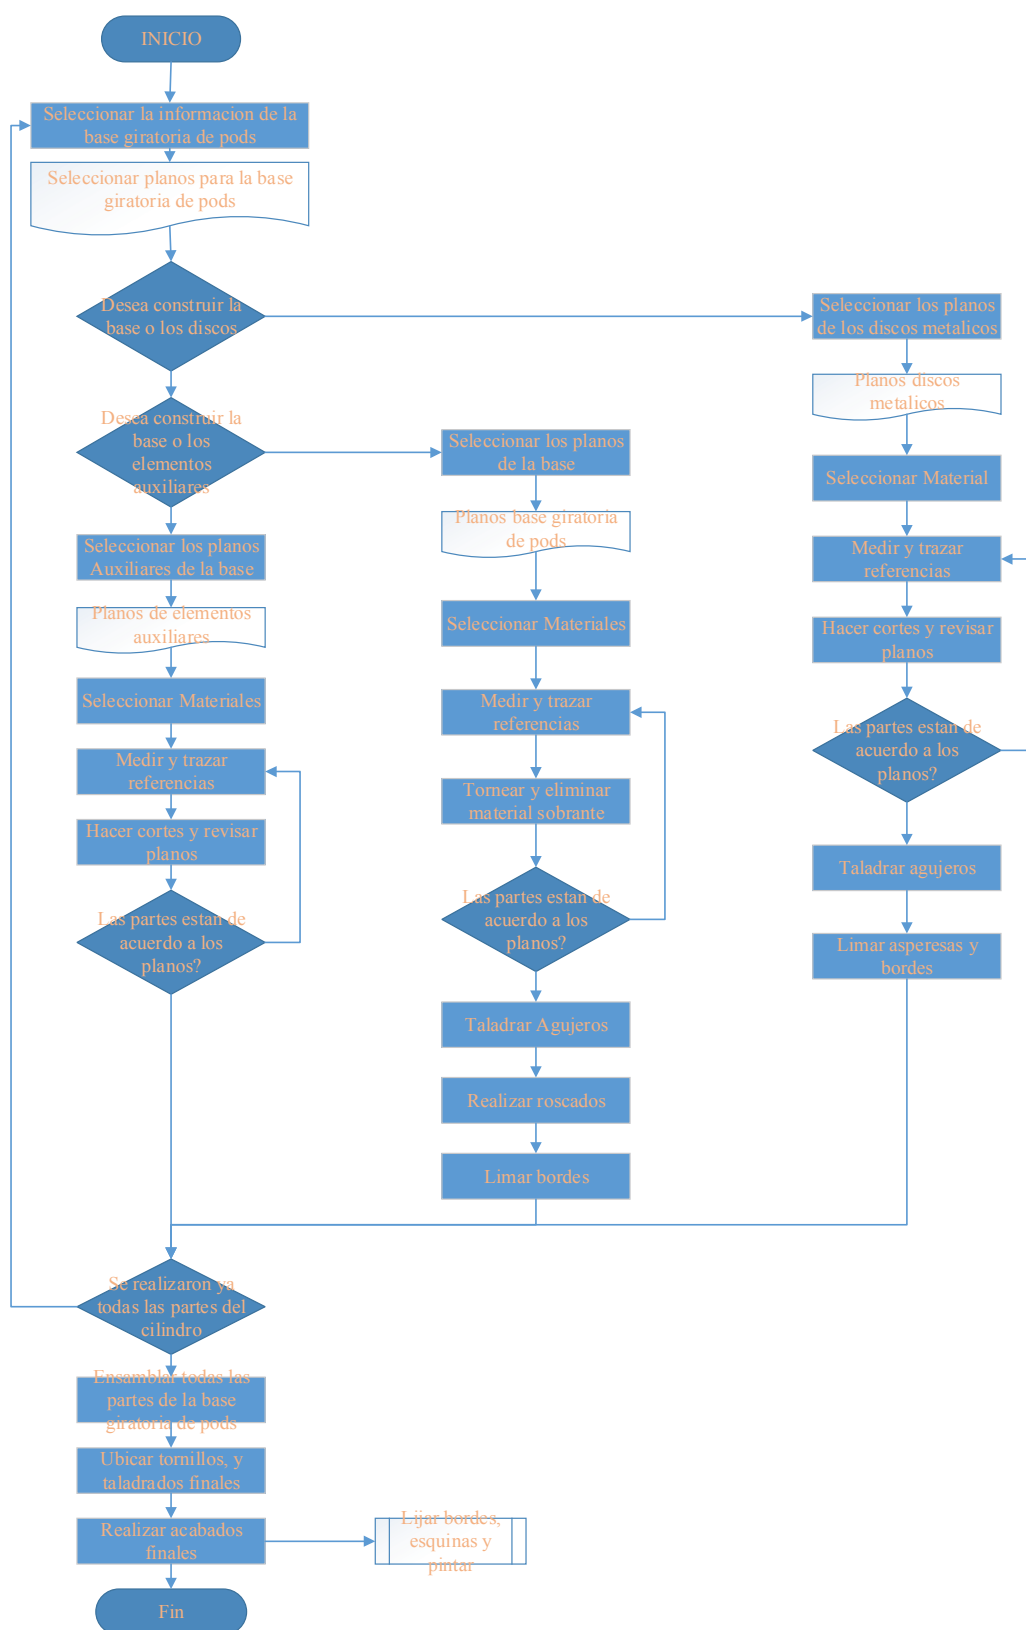 INICIO
Seleccionar la informacion de la
base giratoria de pods
Seleccionar planos para la base
giratoria de pods
Desea construir la
base o los discos
Desea construir la
base o los
elementos
auxiliares
Seleccionar los planos
Auxiliares de la base
Planos de elementos
auxiliares
Seleccionar Materiales
Medir y trazar
referencias
Hacer cortes y revisar
planos
Las partes estan de
acuerdo a los
planos?
Seleccionar los planos
de la base
Planos base giratoria
de pods
Seleccionar Materiales
Medir y trazar
referencias
Tornear y eliminar
material sobrante
Las partes estan de
acuerdo a los
planos?
Taladrar Agujeros
Realizar roscados
Limar bordes
Seleccionar los planos
de los discos metalicos
Planos discos
metalicos
Seleccionar Material
Medir y trazar
referencias
Hacer cortes y revisar
planos
Las partes estan de
acuerdo a los
planos?
Taladrar agujeros
Limar asperesas y
bordes
Se realizaron ya
todas las partes del
cilindro
Ensamblar todas las
partes de la base
giratoria de pods
Ubicar tornillos, y
taladrados finales
Realizar acabados
finales
Lijar bordes,
esquinas y
pintar
Fin